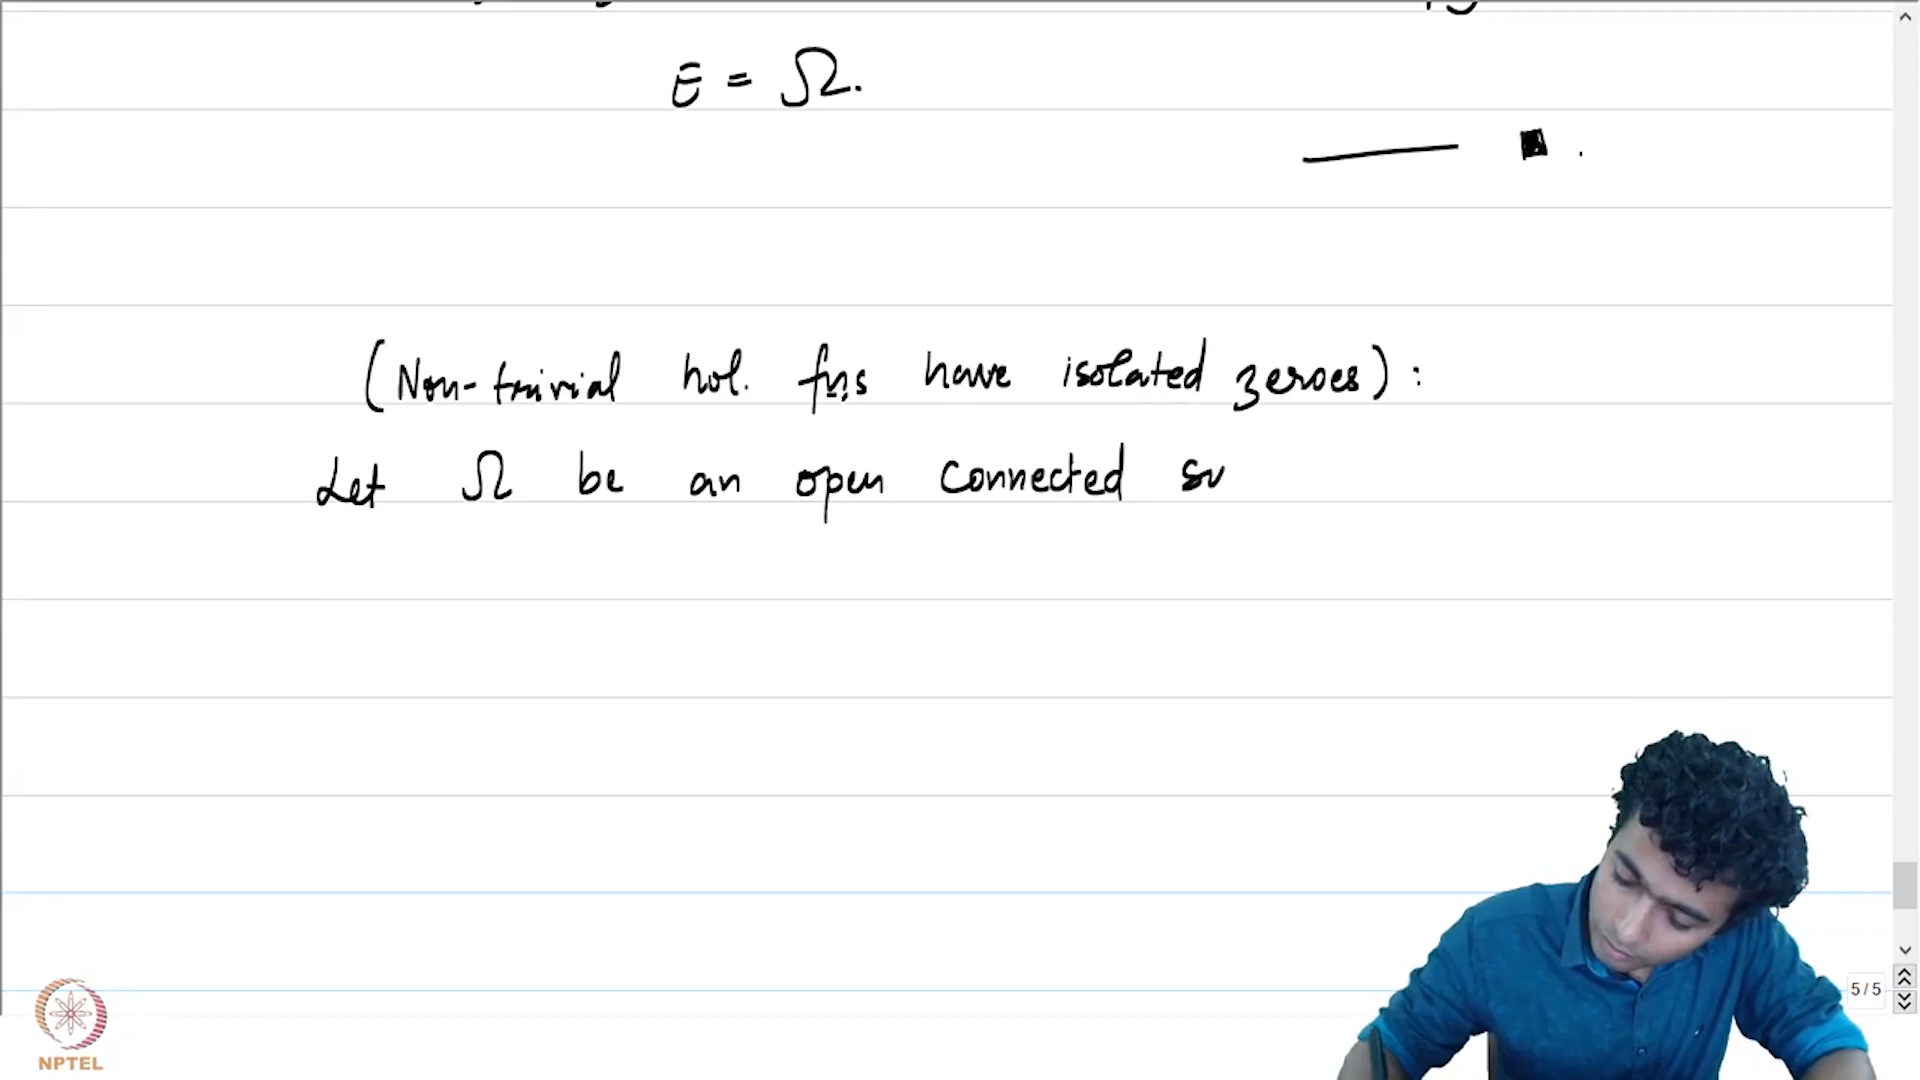 E = Ω.
(Non-trivial hol. fns have isolated zeroes) :
Let Ω be an open connected su
5 / 5
NPTEL